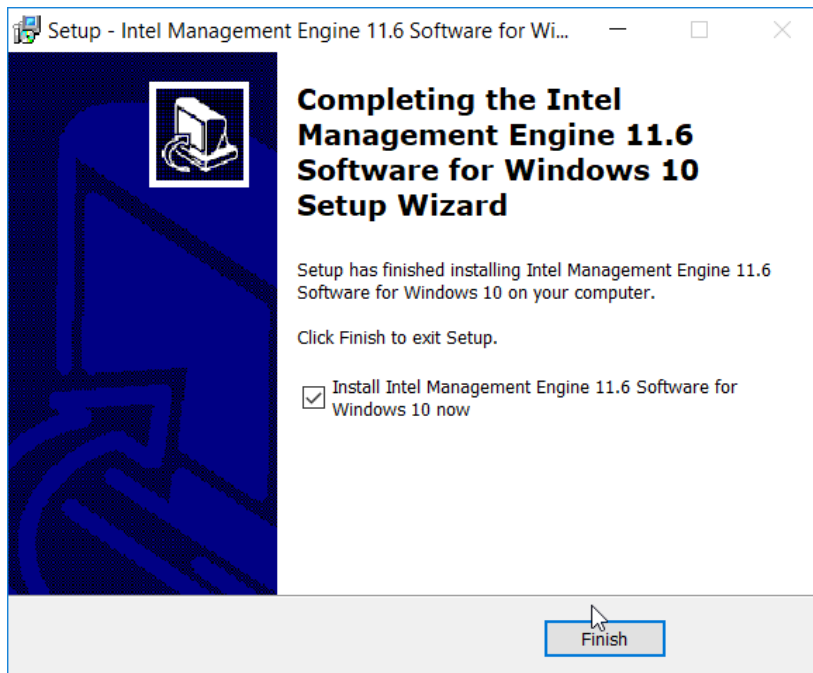 Setup - Intel Management Engine 11.6 Software for Wi...
Completing the Intel
Management Engine 11.6
Software for Windows 10
Setup Wizard
Setup has finished installing Intel Management Engine 11.6
Software for Windows 10 on your computer.
Click Finish to exit Setup.
Install Intel Management Engine 11.6 Software for
Windows 10 now
Finish